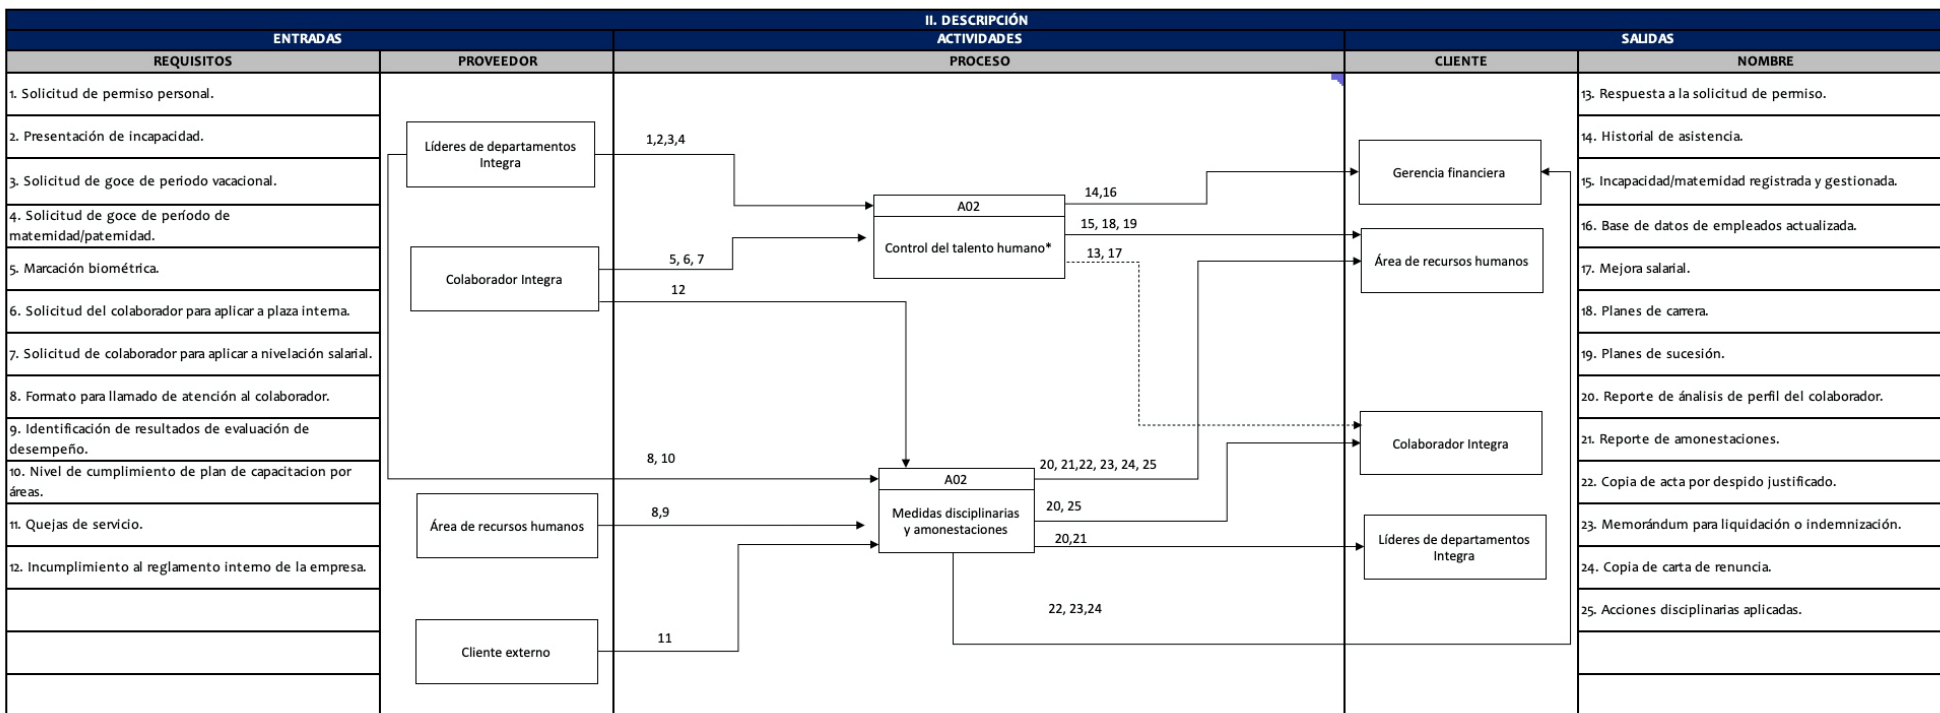 II. DESCRIPCIÓN
ENTRADAS
ACTIVIDADES
SALIDAS
REQUISITOS
PROVEEDOR
PROCESO
CLIENTE
NOMBRE
1. Solicitud de permiso personal.
2. Presentación de incapacidad.
3. Solicitud de goce de periodo vacacional.
4. Solicitud de goce de período de
maternidad/paternidad.
5. Marcación biométrica.
6. Solicitud del colaborador para aplicar a plaza interna.
7. Solicitud de colaborador para aplicar a nivelación salarial.
8. Formato para llamado de atención al colaborador.
9. Identificación de resultados de evaluación de
desempeño.
10. Nivel de cumplimiento de plan de capacitacion por
áreas.
11. Quejas de servicio.
12. Incumplimiento al reglamento interno de la empresa.
Líderes de departamentos
Integra
Colaborador Integra
Área de recursos humanos
Cliente externo
1,2,3,4
5, 6, 7
12
8, 10
8,9
11
A02
Control del talento humano*
14,16
15, 18, 19
13, 17
A02
Medidas disciplinarias
y amonestaciones
20, 21,22, 23, 24, 25
20, 25
20,21
22, 23,24
Gerencia financiera
Área de recursos humanos
Colaborador Integra
Líderes de departamentos
Integra
13. Respuesta a la solicitud de permiso.
14. Historial de asistencia.
15. Incapacidad/maternidad registrada y gestionada.
16. Base de datos de empleados actualizada.
17. Mejora salarial.
18. Planes de carrera.
19. Planes de sucesión.
20. Reporte de ánalisis de perfil del colaborador.
21. Reporte de amonestaciones.
22. Copia de acta por despido justificado.
23. Memorándum para liquidación o indemnización.
24. Copia de carta de renuncia.
25. Acciones disciplinarias aplicadas.